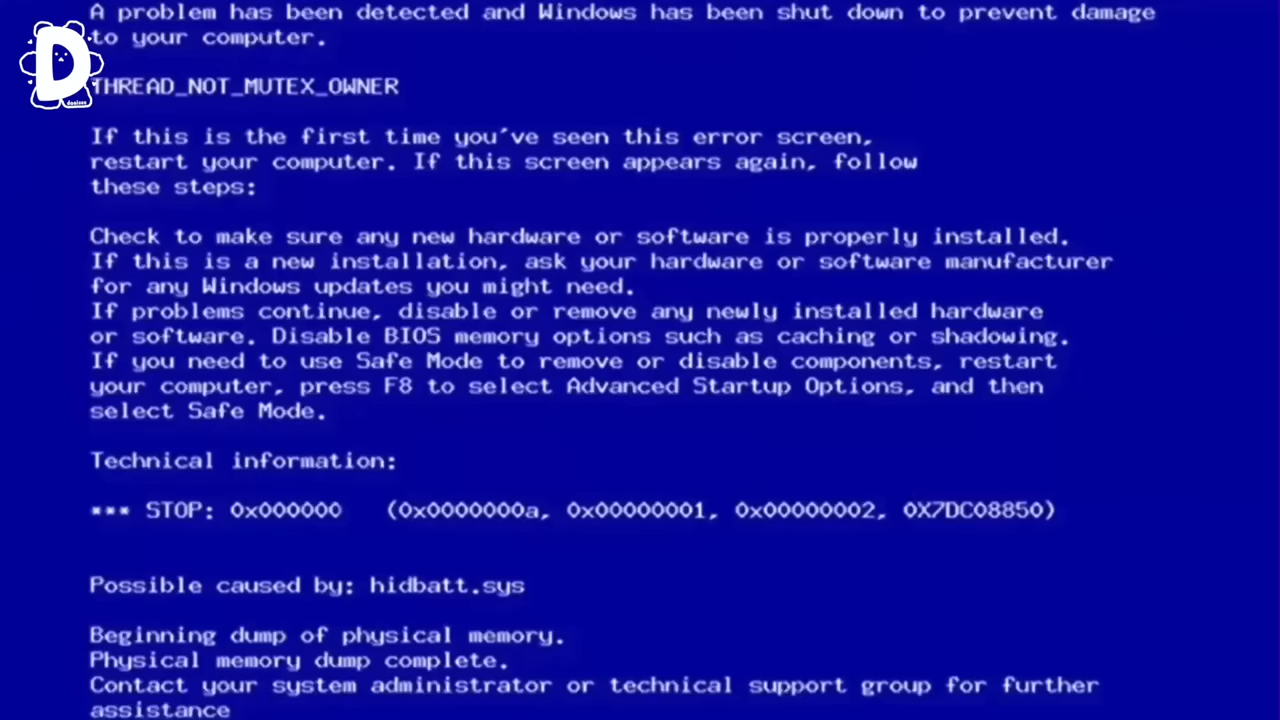 A problem has been detected and Windows has been shut down to prevent damage
to your computer.
D
THREAD_NOT_MUTEX_OWNER
If this is the first time you've seen this error screen,
restart your computer. If this screen appears again, follow
these steps:
Check to make sure any new hardware or software is properly installed.
If this is a new installation, ask your hardware or software manufacturer
for any Windows updates you might need.
If problems continue, disable or remove any newly installed hardware
or software. Disable BIOS memory options such as caching or shadowing.
If you need to use Safe Mode to remove or disable components, restart
your computer, press F8 to select Advanced Startup Options, and then
select Safe Mode.
Technical information:
*** STOP: 0x000000 (0x0000000a, 0x00000001, 0x00000002, 0X7DC08850)
Possible caused by: hidbatt.sys
Beginning dump of physical memory.
Physical memory dump complete.
Contact your system administrator or technical support group for further
assistance